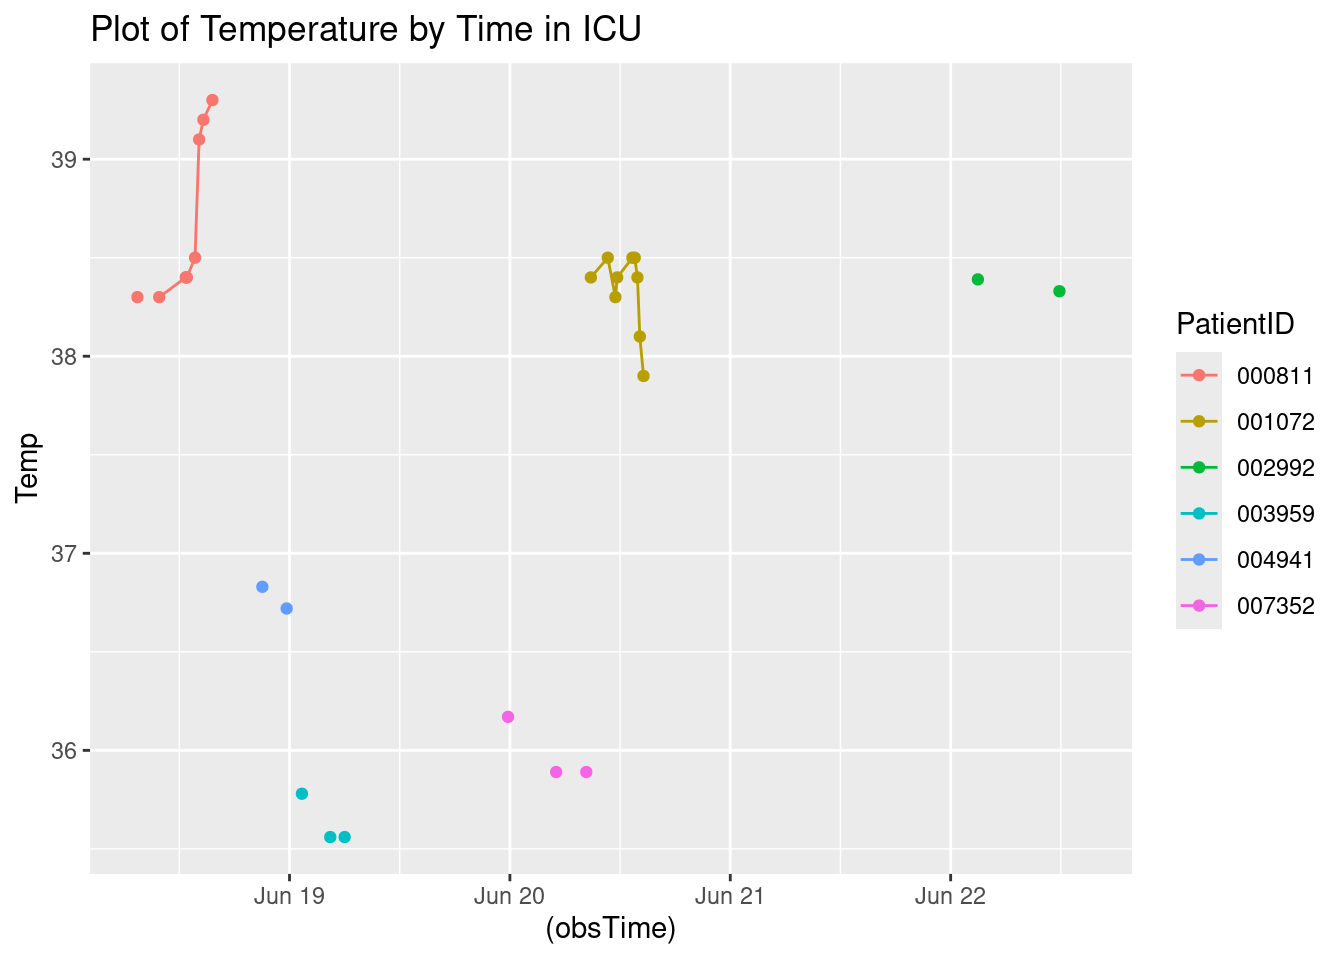 Plot of Temperature by Time in ICU
39
38
37
36
Temp
Jun 19
Jun 20
Jun 21
Jun 22
(obsTime)
PatientID
000811
001072
002992
003959
004941
007352